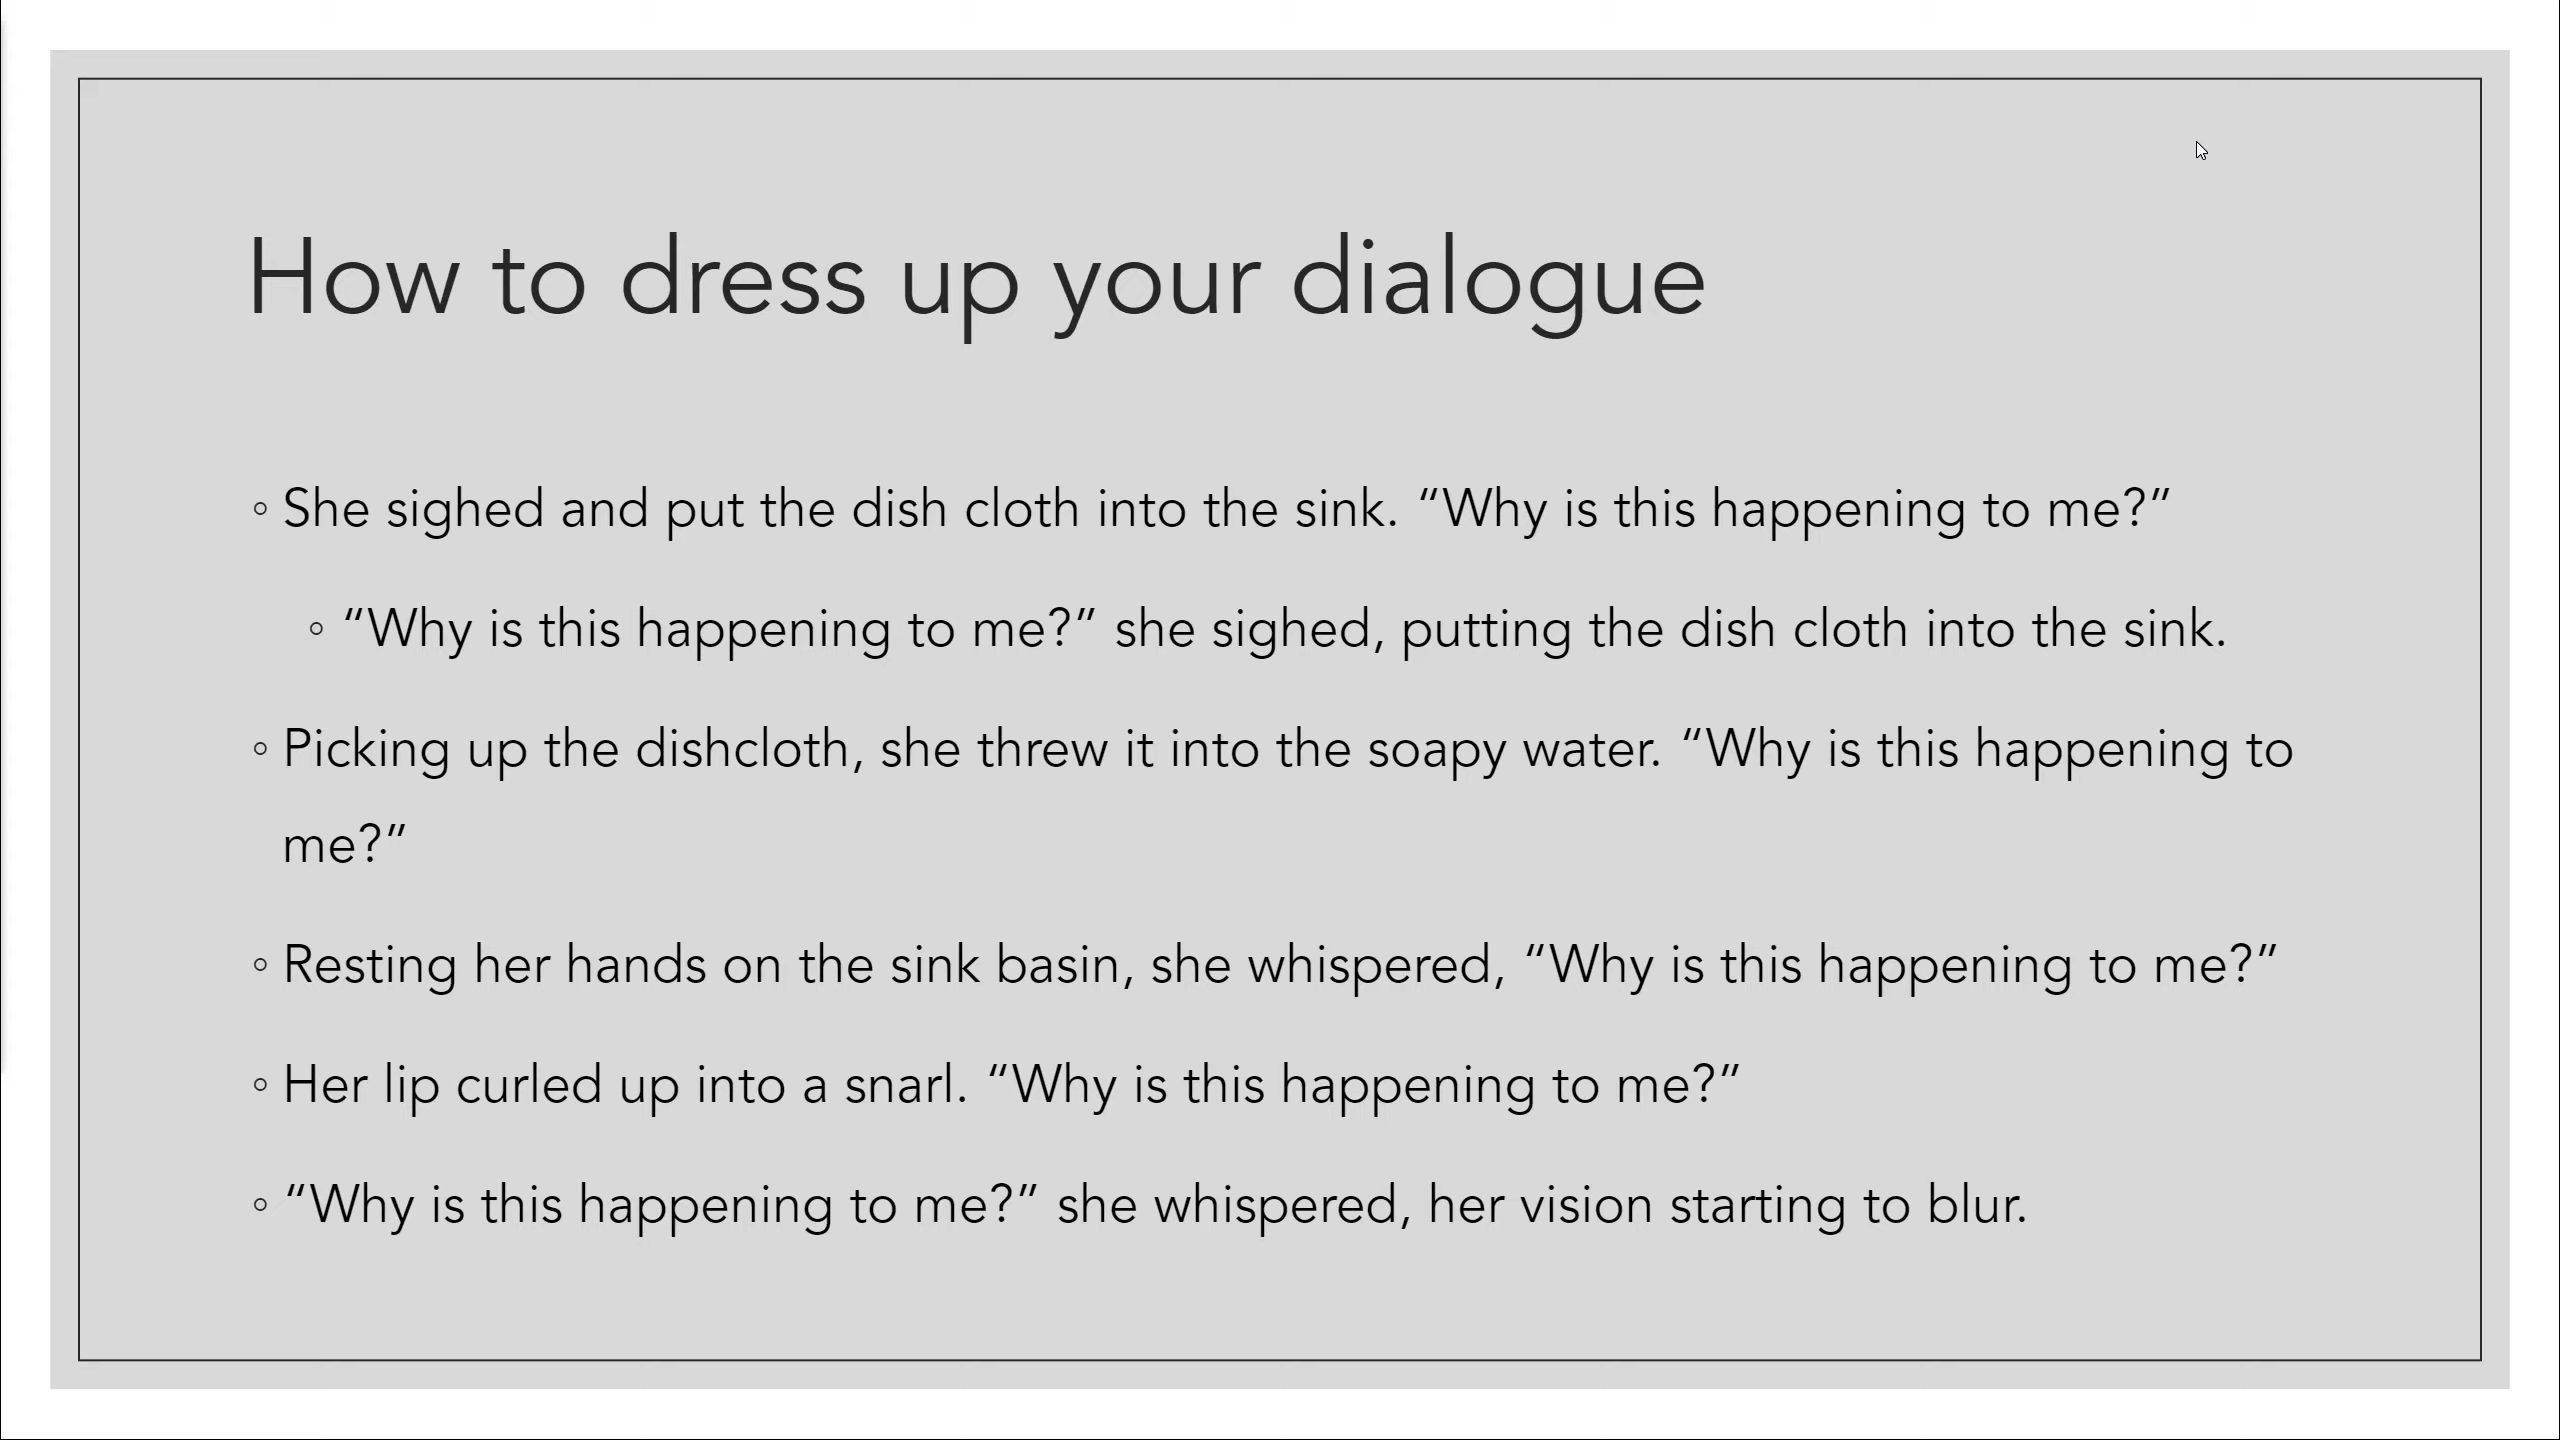 How to dress up your dialogue
◦ She sighed and put the dish cloth into the sink. “Why is this happening to me?”
◦ “Why is this happening to me?” she sighed, putting the dish cloth into the sink.
◦ Picking up the dishcloth, she threw it into the soapy water. “Why is this happening to
me?”
◦ Resting her hands on the sink basin, she whispered, “Why is this happening to me?”
◦ Her lip curled up into a snarl. “Why is this happening to me?”
◦ “Why is this happening to me?” she whispered, her vision starting to blur.